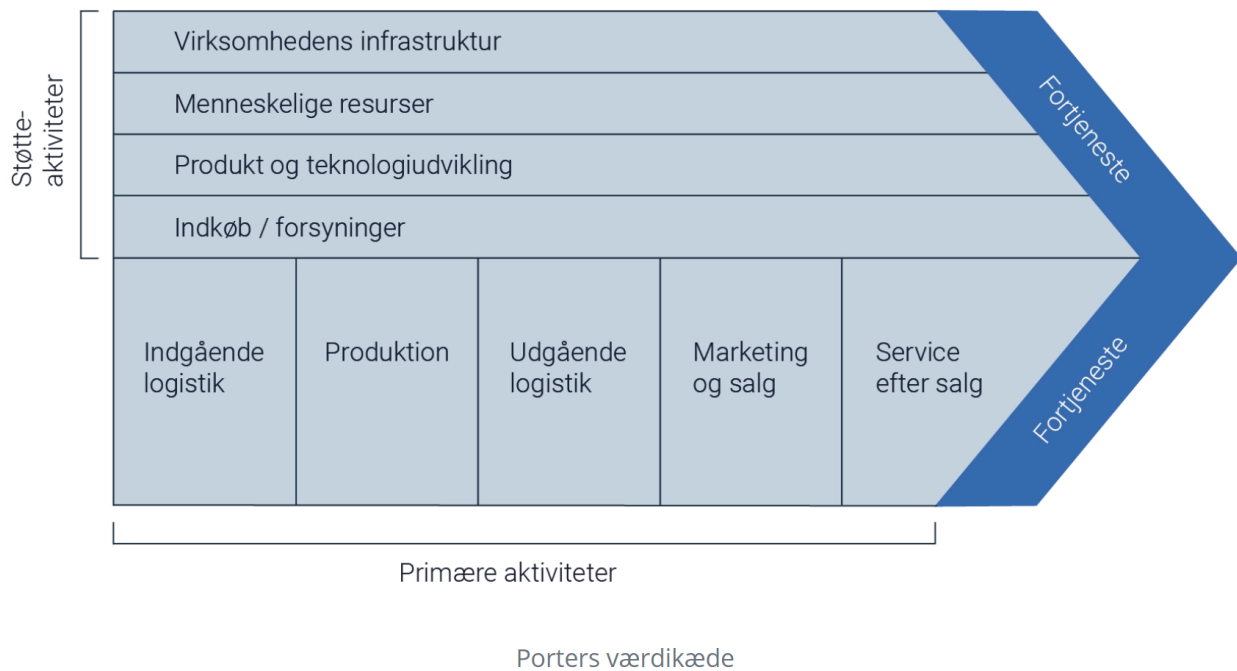 Støtte-
aktiviteter
Virksomhedens infrastruktur
Menneskelige resurser
Produkt og teknologiudvikling
Indkøb / forsyninger
Fortjeneste
Indgående
logistik
Produktion
Udgående
logistik
Marketing
og salg
Service
efter salg
Fortjeneste
Primære aktiviteter
Porters værdikæde